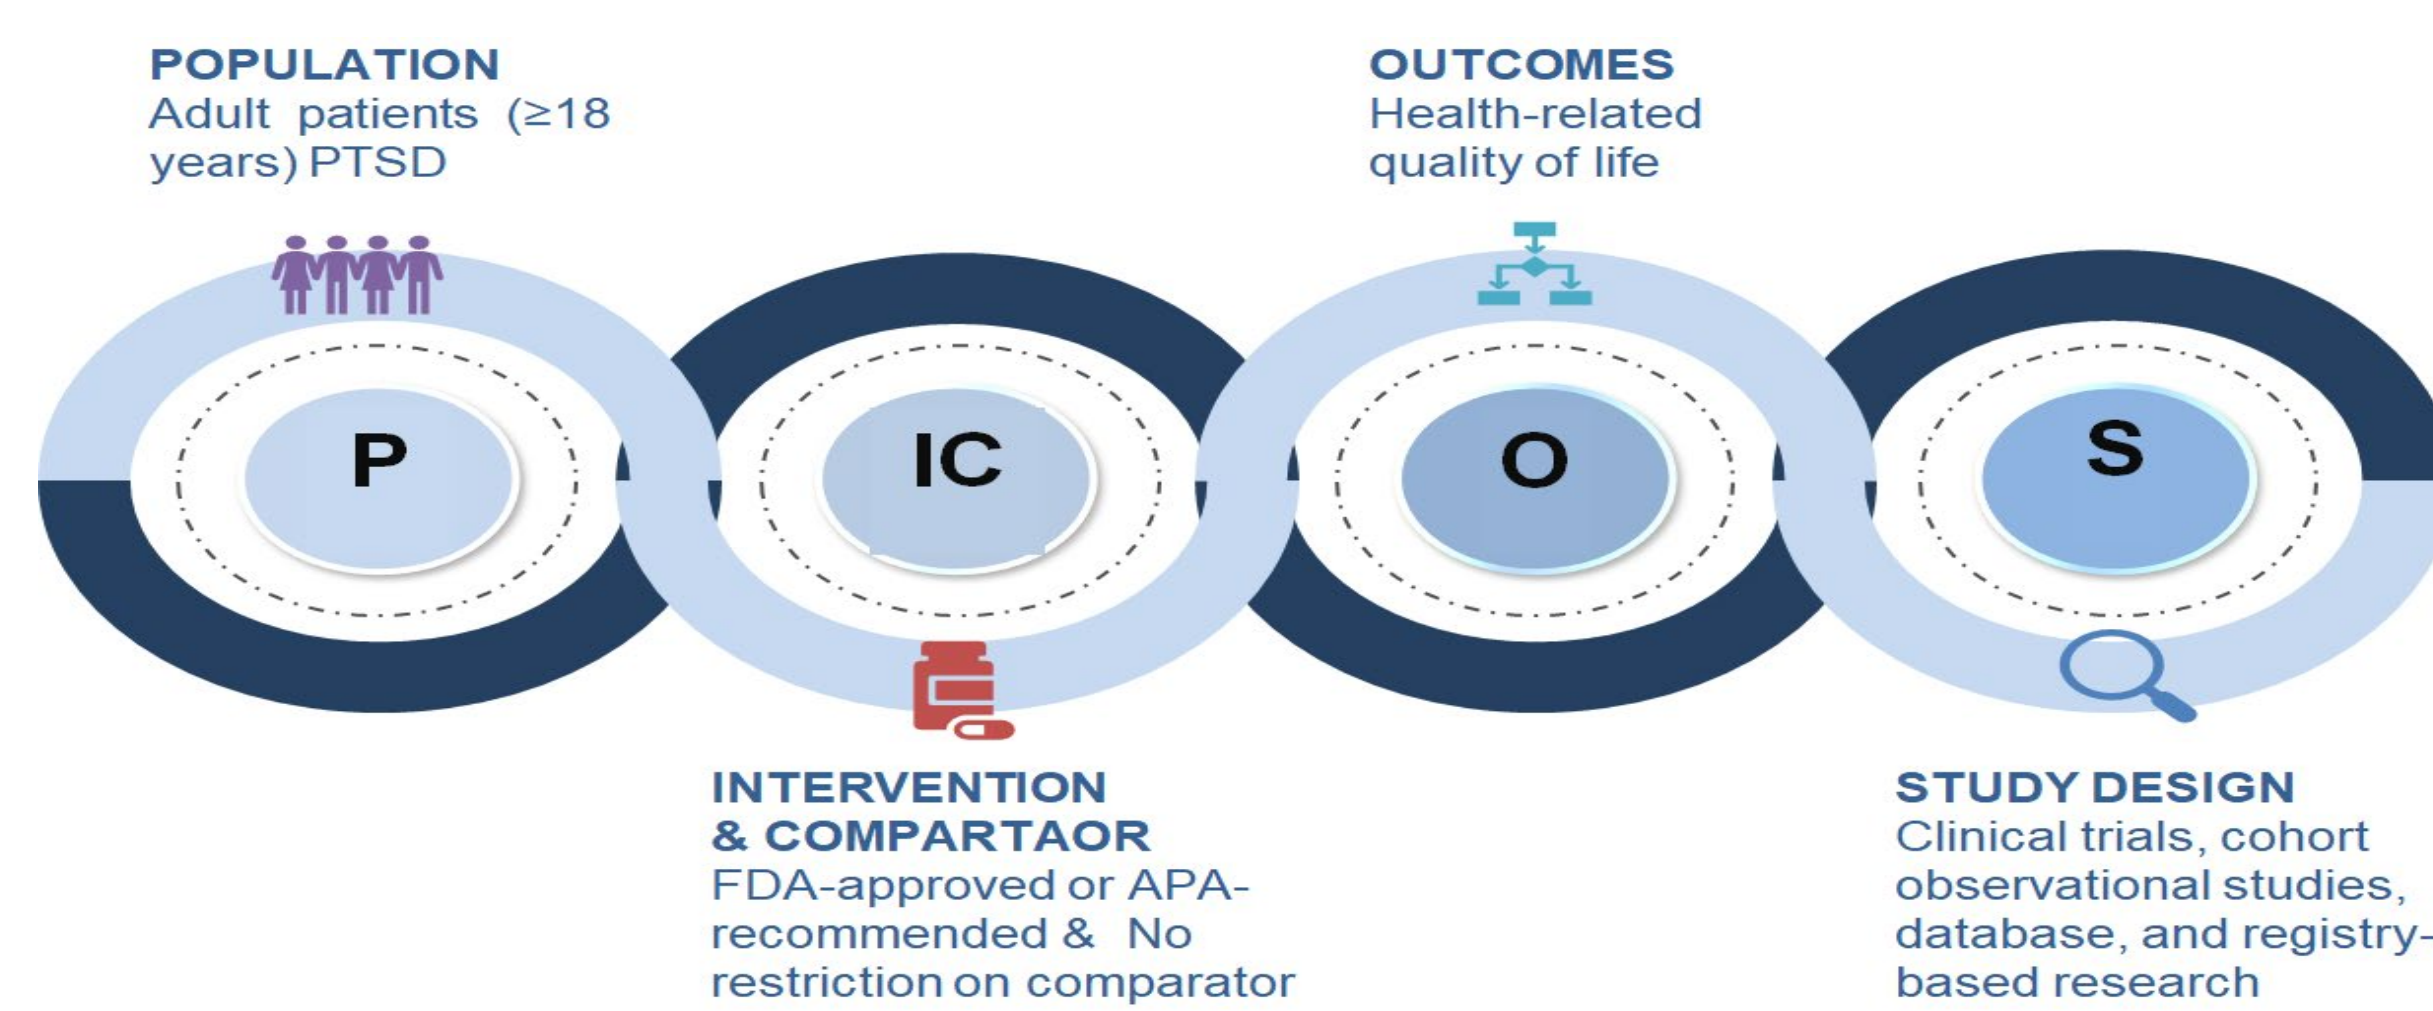 POPULATION
Adult patients (≥18
years) PTSD
OUTCOMES
Health-related
quality of life
P
IC
O
S
INTERVENTION
& COMPARTAOR
FDA-approved or APA-
recommended & No
restriction on comparator
STUDY DESIGN
Clinical trials, cohort
observational studies,
database, and registry-
based research